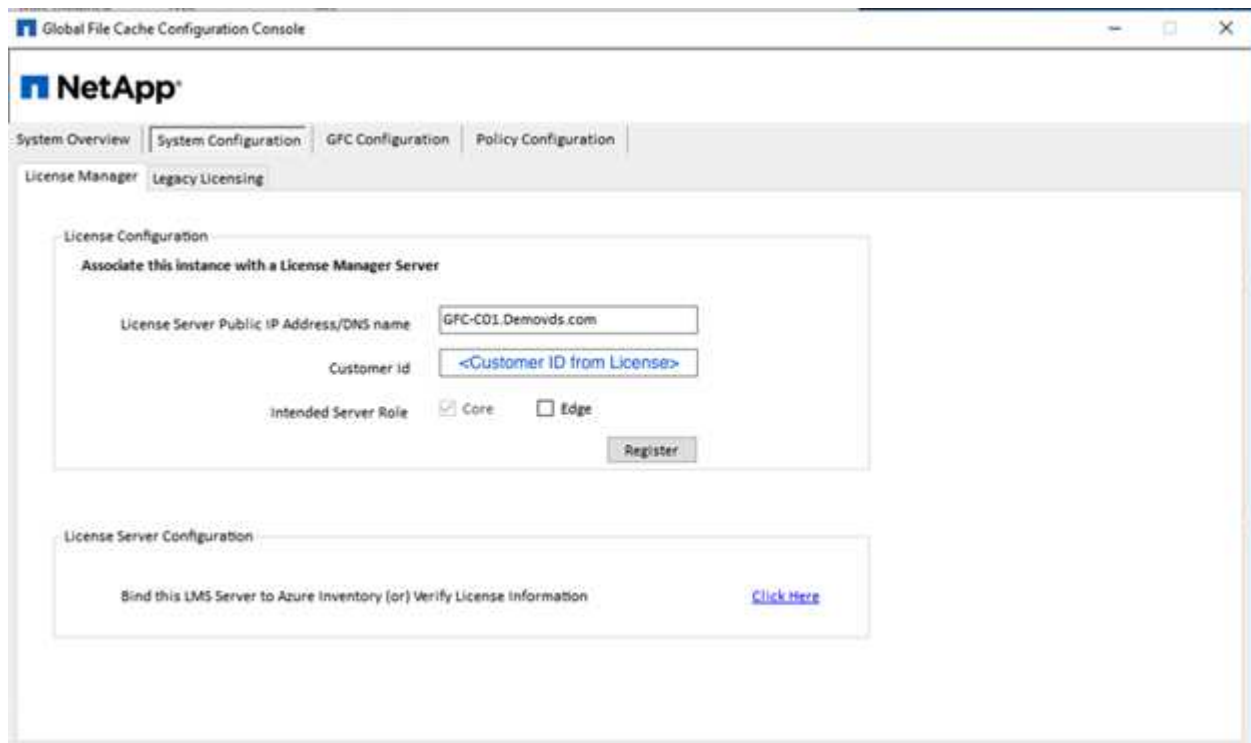 Global File Cache Configuration Console
NetApp
System Overview System Configuration GFC Configuration Policy Configuration
License Manager Legacy Licensing
License Configuration
Associate this instance with a License Manager Server
License Server Public IP Address/DNS name GFC-C01.Demovds.com
Customer Id <Customer ID from License>
Intended Server Role Core Edge
Register
License Server Configuration
Bind this LMS Server to Azure Inventory (or) Verify License Information Click Here